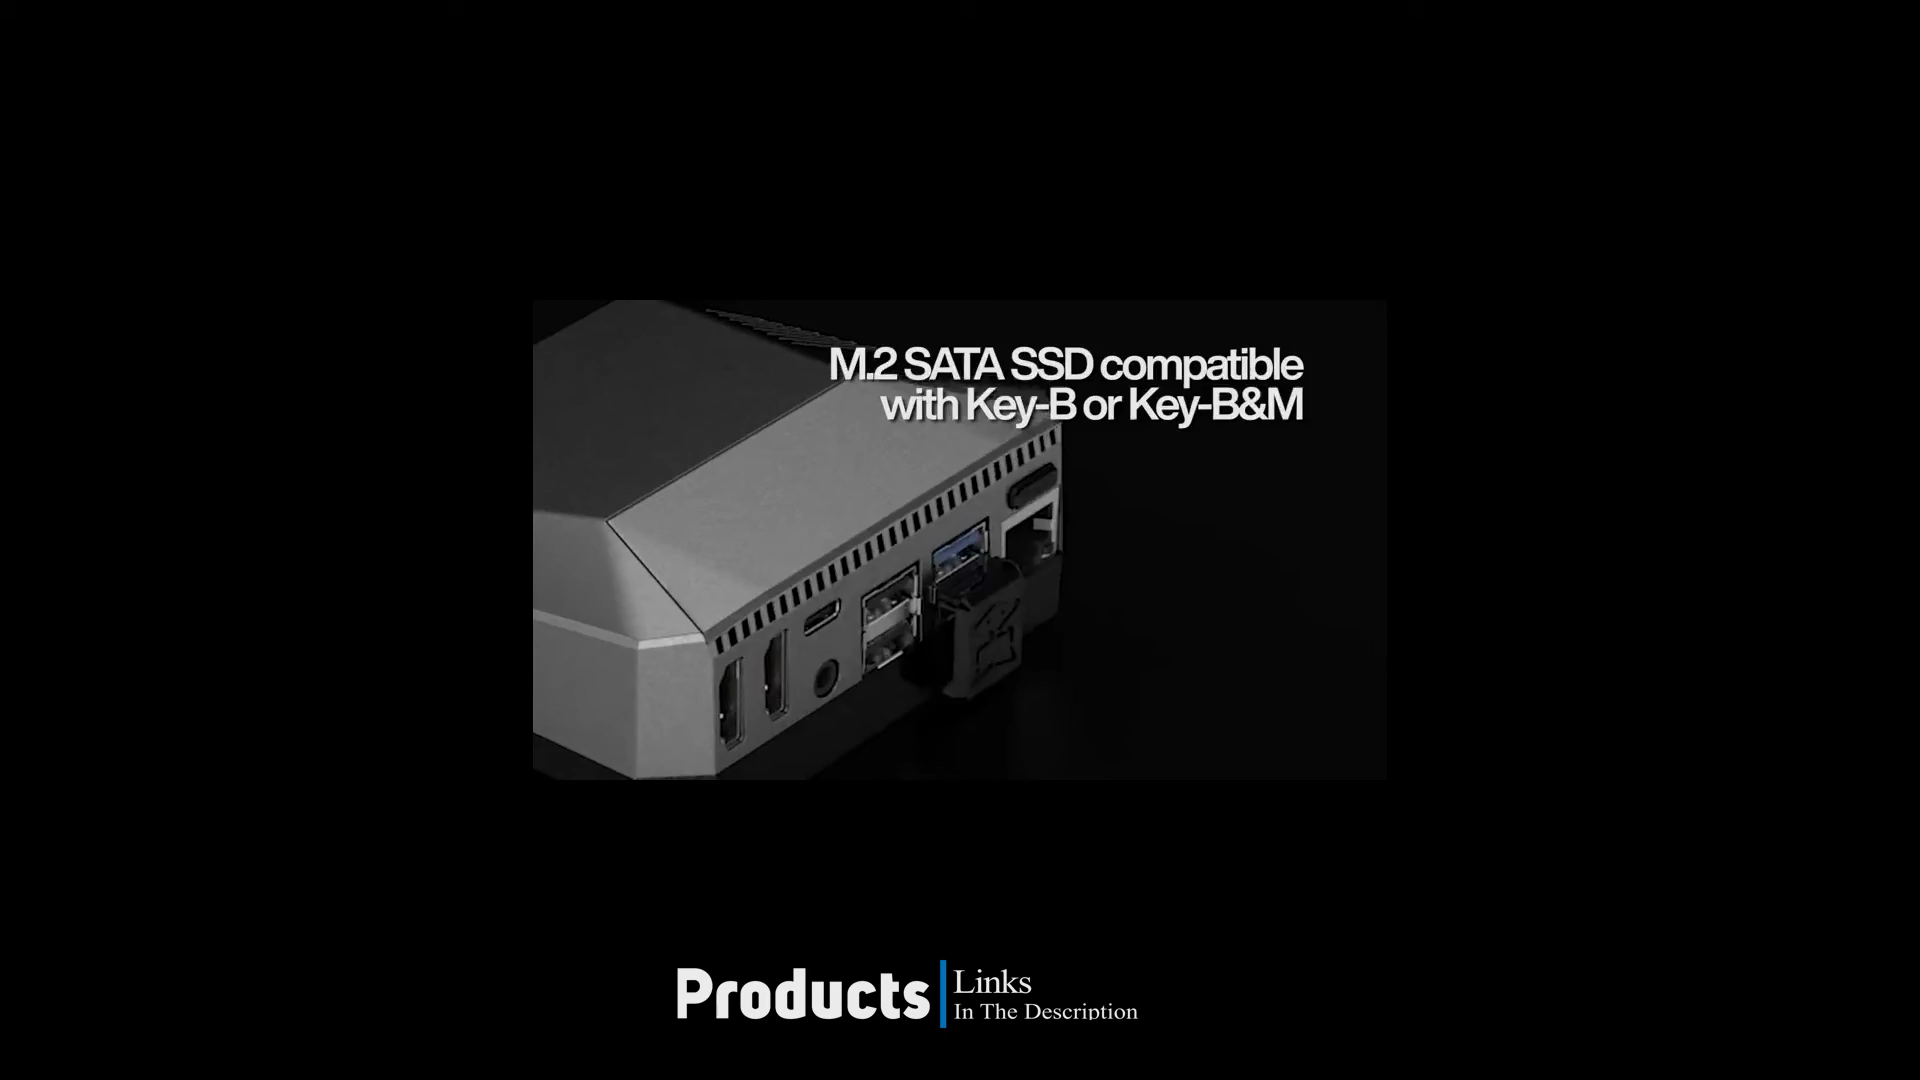 M.2 SATA SSD compatible
with Key-B or Key-B&M
Products
Links
In The Description